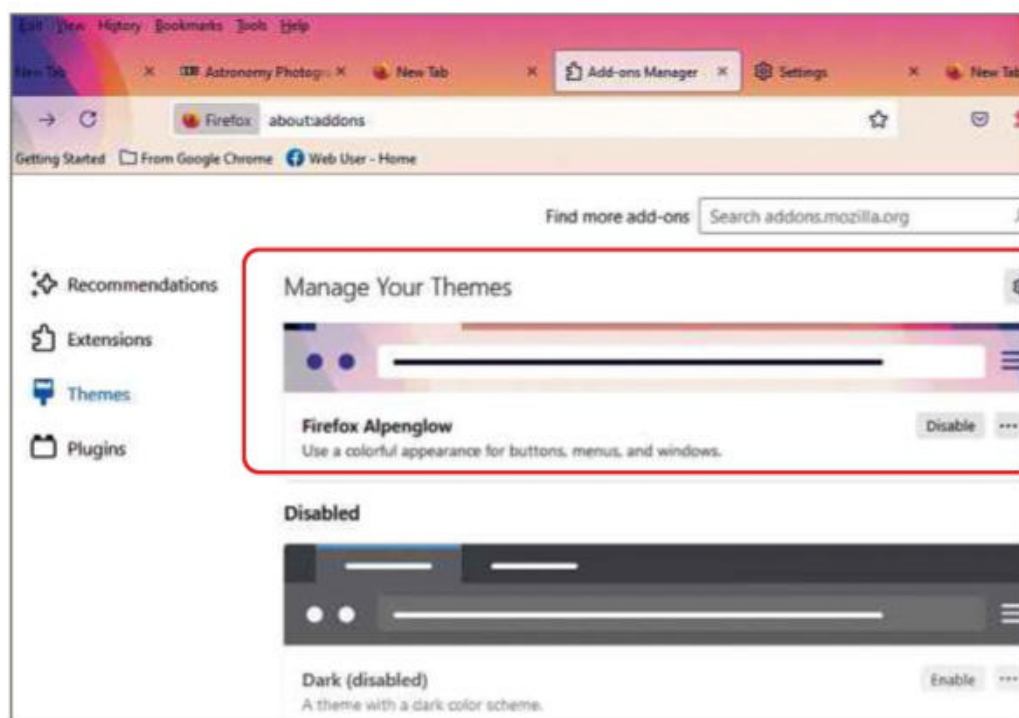 Edit View History Bookmarks Tools Help
New Tab Astronomy Photogr New Tab Add-ons Manager Settings New Tab
Firefox about:addons
Getting Started From Google Chrome Web User - Home
Find more add-ons Search addons.mozilla.org
Recommendations
Manage Your Themes
Extensions
Themes
Firefox Alpenglow Disable
Plugins
Use a colorful appearance for buttons, menus, and windows.
Disabled
Dark (disabled) Enable
A theme with a dark color scheme.